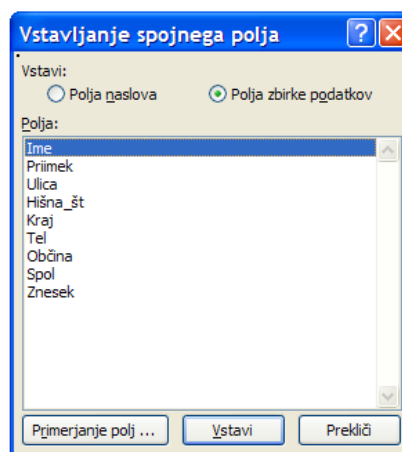 Vstavljanje spojnega polja
Vstavi:
Polja naslova Polja zbirke podatkov
Polja:
Ime
Priimek
Ulica
Hišna_št
Kraj
Tel
Občina
Spol
Znesek
Primerjanje polj ... Vstavi Prekliči